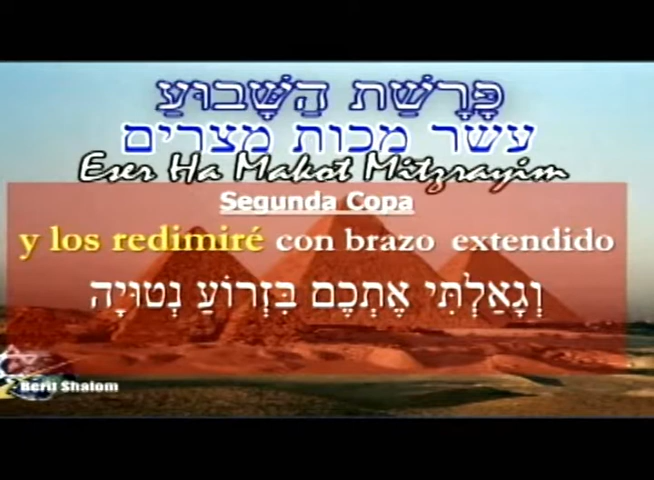 פָּרָשַׁת הַשָּׁבוּעַ
עשר מכות מצרים
Eser Ha Makot Mitzrayim
Segunda Copa
y los redimiré con brazo extendido
וְגָאַלְתִּי אֶתְכֶם בִּזְרוֹעַ נְטוּיָה
Berit Shalom